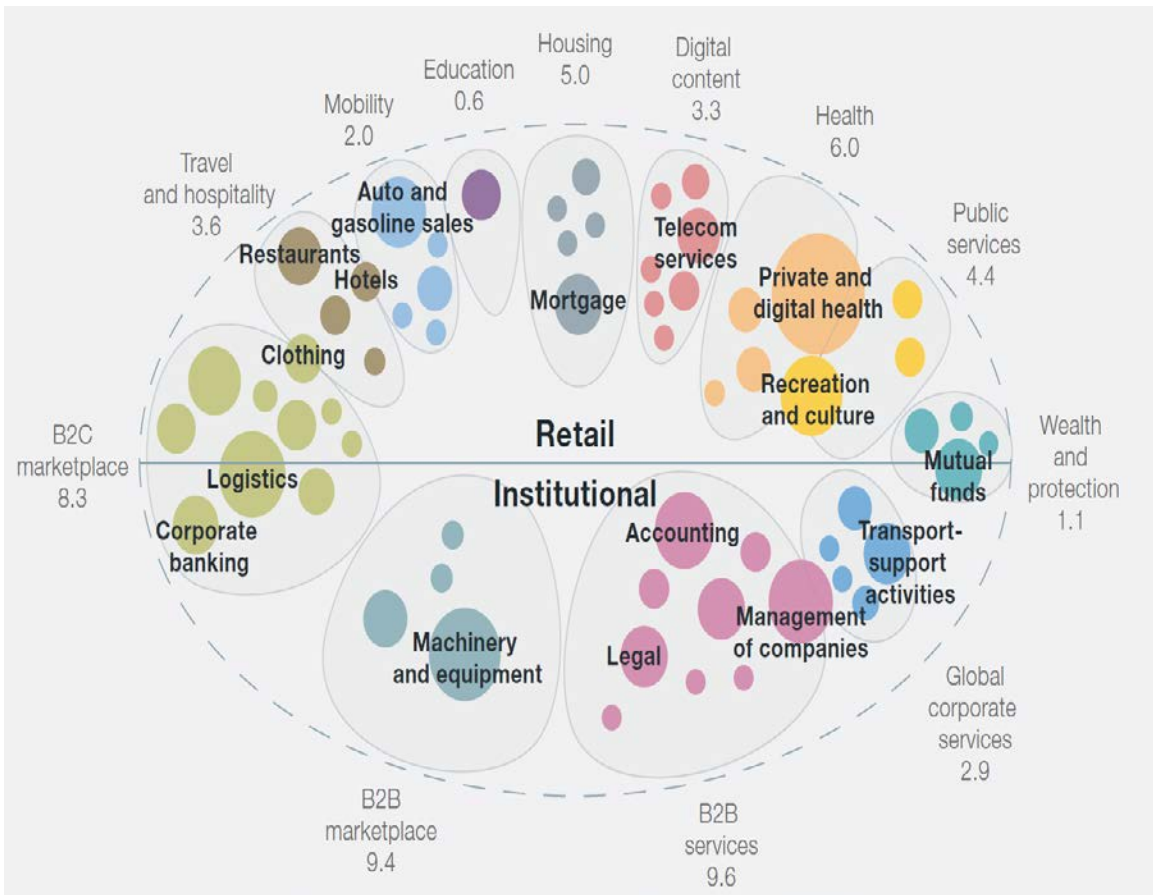 Housing
5.0
Digital
content
3.3
Education
0.6
Mobility
2.0
Health
6.0
Travel
and hospitality
3.6
Public
services
4.4
Auto and
gasoline sales
Restaurants
Hotels
Telecom
services
Mortgage
Private and
digital health
Clothing
Recreation
and culture
B2C
marketplace
8.3
Retail
Wealth
and
protection
1.1
Mutual
funds
Logistics
Institutional
Corporate
banking
Accounting
Transport-
support
activities
Machinery
and equipment
Legal
Management
of companies
Global
corporate
services
2.9
B2B
marketplace
9.4
B2B
services
9.6